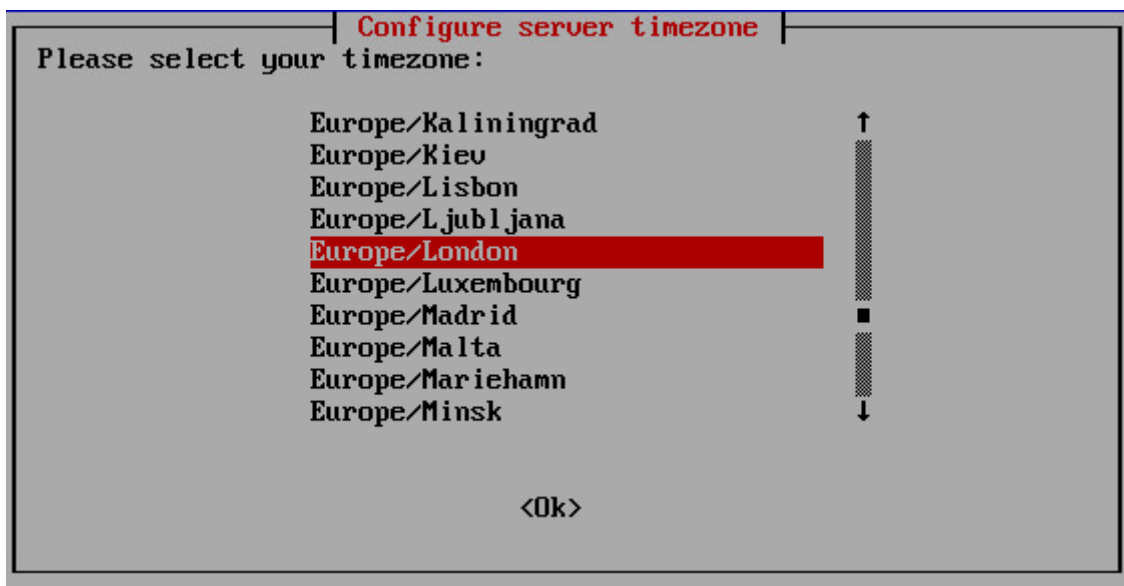 Configure server timezone
Please select your timezone:
Europe/Kaliningrad
Europe/Kiev
Europe/Lisbon
Europe/Ljubljana
Europe/London
Europe/Luxembourg
Europe/Madrid
Europe/Malta
Europe/Mariehamn
Europe/Minsk
<Ok>